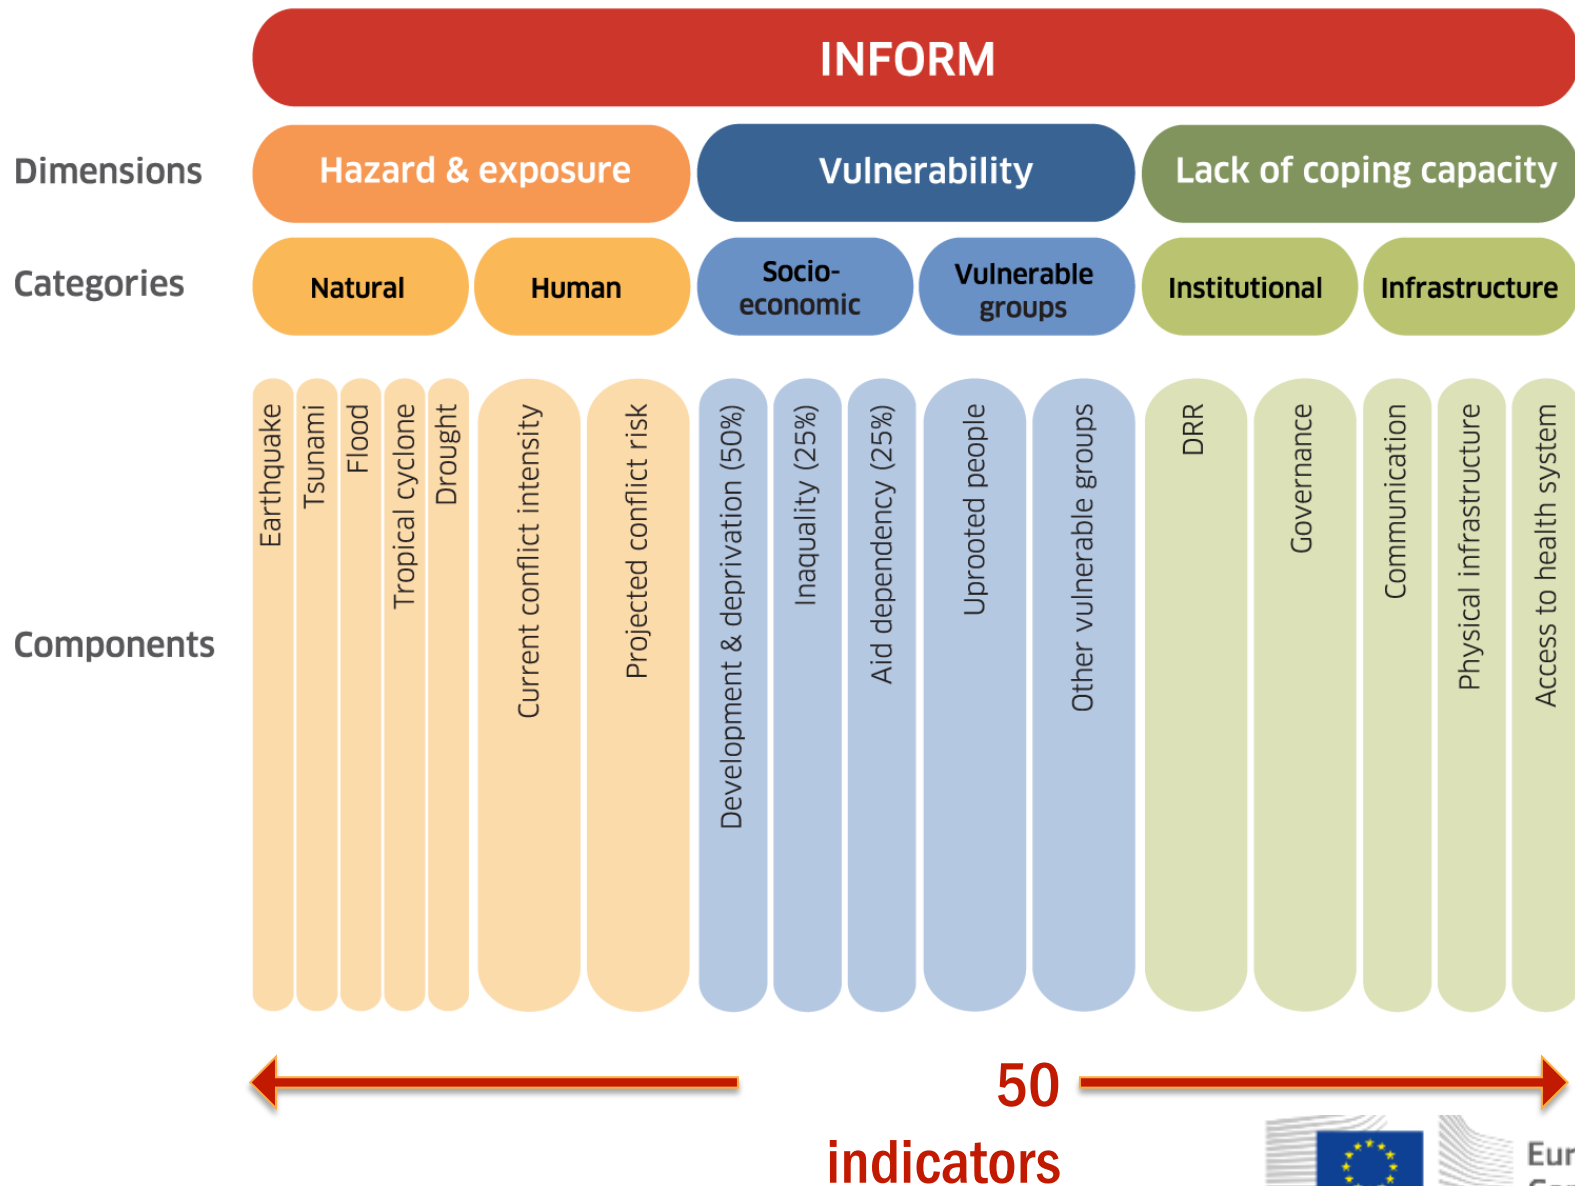 INFORM
Dimensions
Hazard & exposure
Vulnerability
Lack of coping capacity
Categories
Natural
Human
Socio-
economic
Vulnerable
groups
Institutional
Infrastructure
Components
Earthquake
Tsunami
Flood
Tropical cyclone
Drought
Current conflict intensity
Projected conflict risk
Development & deprivation (50%)
Inaquality (25%)
Aid dependency (25%)
Uprooted people
Other vulnerable groups
DRR
Governance
Communication
Physical infrastructure
Access to health system
50
indicators
Eur